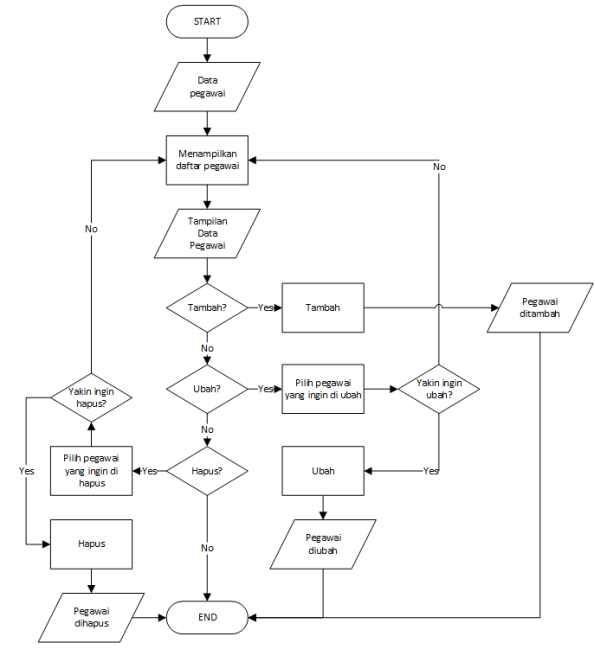 START
Data
pegawai
Menampilkan
daftar pegawai
No
Tampilan
Data
Pegawai
No
Tambah?
Yes
Tambah
Pegawai
ditambah
No
Ubah?
Yes
Pilih pegawai
yang ingin di ubah
Yakin ingin
ubah?
Yakin ingin
hapus?
No
Pilih pegawai
yang ingin di
hapus
Yes
Hapus?
Ubah
Yes
Yes
Hapus
No
Pegawai
diubah
Pegawai
dihapus
END